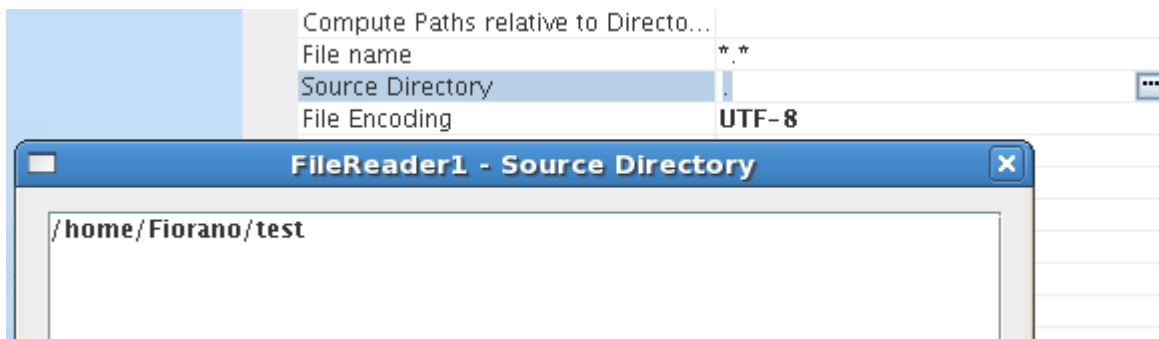 Compute Paths relative to Directo...
File name *.*
Source Directory .
File Encoding UTF-8
FileReader1 - Source Directory
/home/Fiorano/test